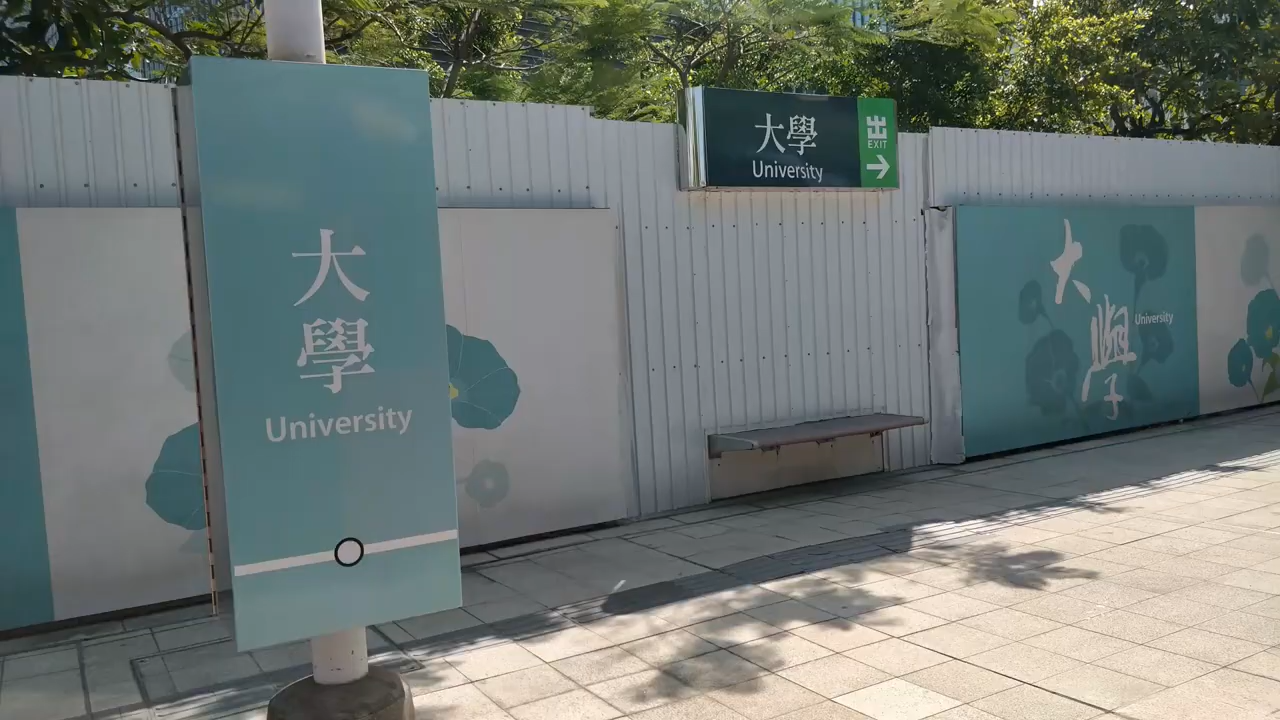 大
學
University
大學
University
出
EXIT
大
學
University